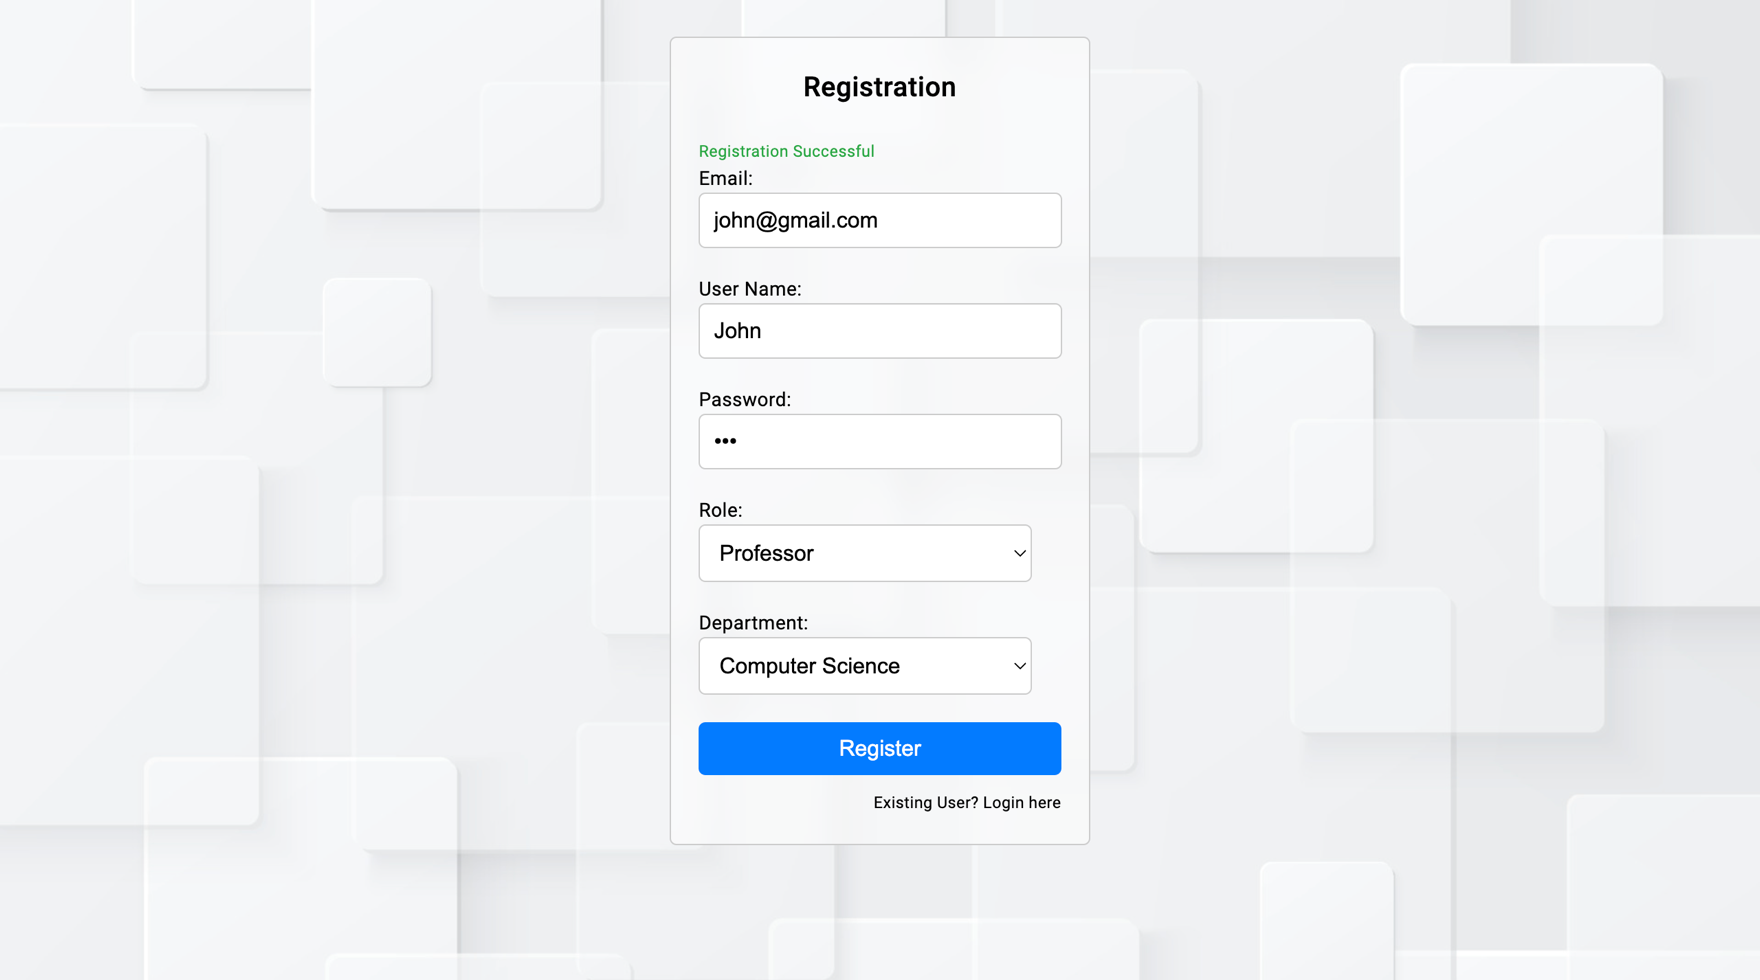 Registration
Registration Successful
Email:
john@gmail.com
User Name:
John
Password:
•••
Role:
Professor
Department:
Computer Science
Register
Existing User? Login here